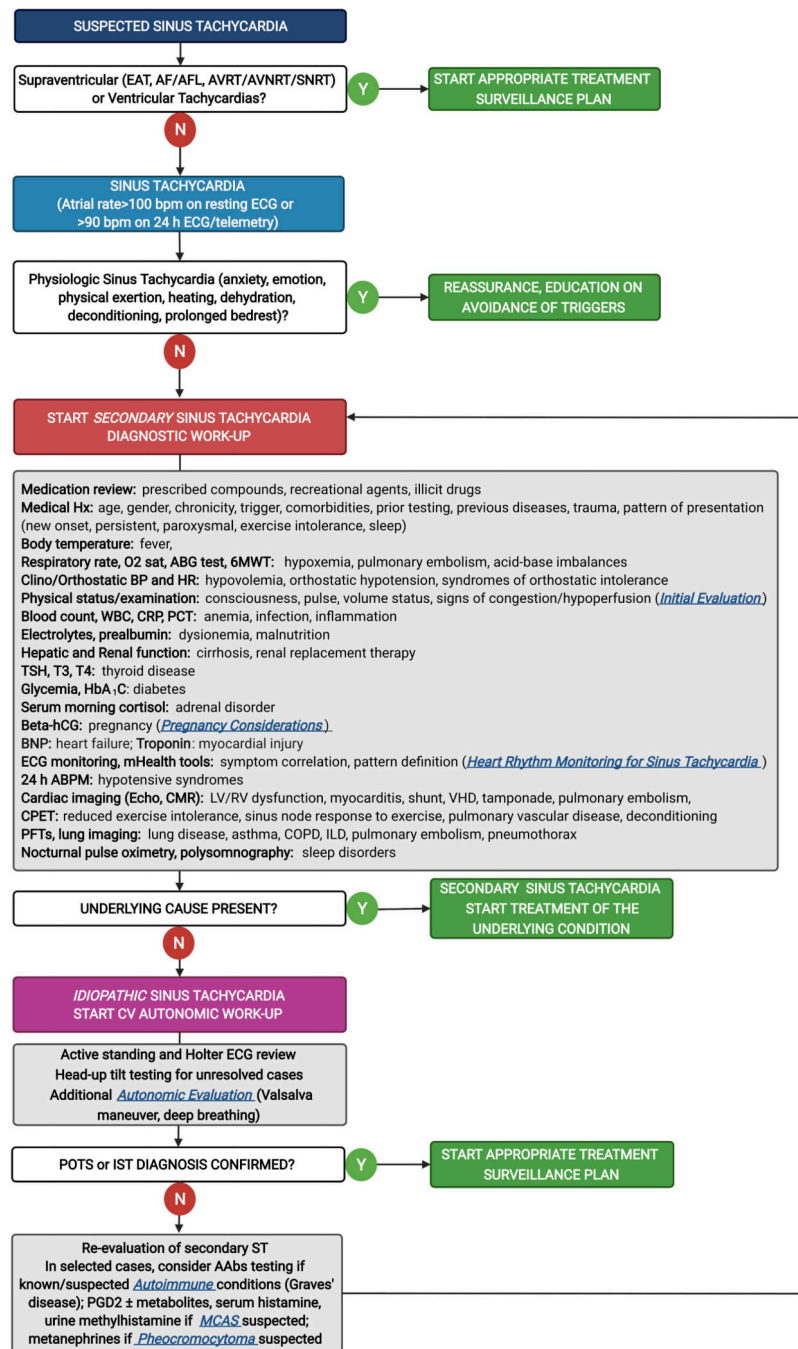 SUSPECTED SINUS TACHYCARDIA
Supraventricular (EAT, AF/AFL, AVRT/AVNRT/SNRT)
or Ventricular Tachycardias?
Y
START APPROPRIATE TREATMENT
SURVEILLANCE PLAN
N
SINUS TACHYCARDIA
(Atrial rate>100 bpm on resting ECG or
>90 bpm on 24 h ECG/telemetry)
Physiologic Sinus Tachycardia (anxiety, emotion,
physical exertion, heating, dehydration,
deconditioning, prolonged bedrest)?
Y
REASSURANCE, EDUCATION ON
AVOIDANCE OF TRIGGERS
N
START SECONDARY SINUS TACHYCARDIA
DIAGNOSTIC WORK-UP
Medication review: prescribed compounds, recreational agents, illicit drugs
Medical Hx: age, gender, chronicity, trigger, comorbidities, prior testing, previous diseases, trauma, pattern of presentation
(new onset, persistent, paroxysmal, exercise intolerance, sleep)
Body temperature: fever,
Respiratory rate, O2 sat, ABG test, 6MWT: hypoxemia, pulmonary embolism, acid-base imbalances
Clino/Orthostatic BP and HR: hypovolemia, orthostatic hypotension, syndromes of orthostatic intolerance
Physical status/examination: consciousness, pulse, volume status, signs of congestion/hypoperfusion (Initial Evaluation)
Blood count, WBC, CRP, PCT: anemia, infection, inflammation
Electrolytes, prealbumin: dysionemia, malnutrition
Hepatic and Renal function: cirrhosis, renal replacement therapy
TSH, T3, T4: thyroid disease
Glycemia, HbA₁C: diabetes
Serum morning cortisol: adrenal disorder
Beta-hCG: pregnancy (Pregnancy Considerations)
BNP: heart failure; Troponin: myocardial injury
ECG monitoring, mHealth tools: symptom correlation, pattern definition (Heart Rhythm Monitoring for Sinus Tachycardia)
24 h ABPM: hypotensive syndromes
Cardiac imaging (Echo, CMR): LV/RV dysfunction, myocarditis, shunt, VHD, tamponade, pulmonary embolism,
CPET: reduced exercise intolerance, sinus node response to exercise, pulmonary vascular disease, deconditioning
PFTs, lung imaging: lung disease, asthma, COPD, ILD, pulmonary embolism, pneumothorax
Nocturnal pulse oximetry, polysomnography: sleep disorders
UNDERLYING CAUSE PRESENT?
Y
SECONDARY SINUS TACHYCARDIA
START TREATMENT OF THE
UNDERLYING CONDITION
N
IDIOPATHIC SINUS TACHYCARDIA
START CV AUTONOMIC WORK-UP
Active standing and Holter ECG review
Head-up tilt testing for unresolved cases
Additional Autonomic Evaluation (Valsalva
maneuver, deep breathing)
POTS or IST DIAGNOSIS CONFIRMED?
Y
START APPROPRIATE TREATMENT
SURVEILLANCE PLAN
N
Re-evaluation of secondary ST
In selected cases, consider AAbs testing if
known/suspected Autoimmune conditions (Graves'
disease); PGD2 ± metabolites, serum histamine,
urine methylhistamine if MCAS suspected;
metanephrines if Pheocromocytoma suspected